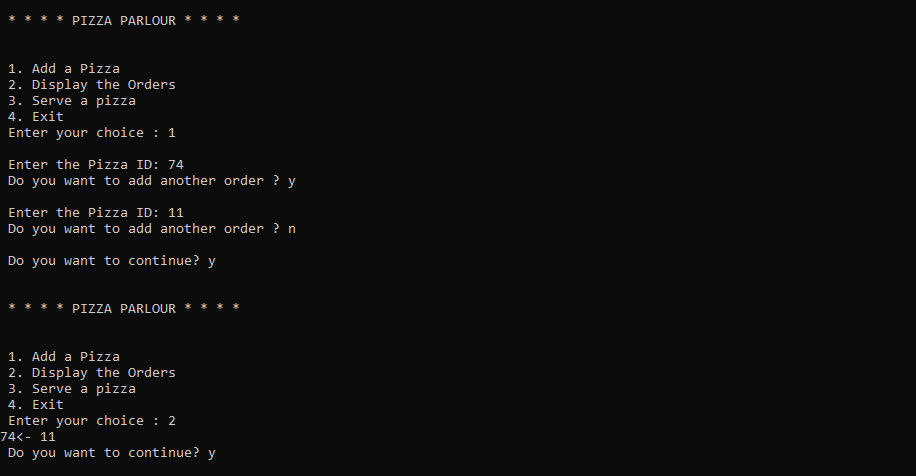 * * * * PIZZA PARLOUR * * * *
1. Add a Pizza
2. Display the Orders
3. Serve a pizza
4. Exit
Enter your choice : 1
Enter the Pizza ID: 74
Do you want to add another order ? y
Enter the Pizza ID: 11
Do you want to add another order ? n
Do you want to continue? y
* * * * PIZZA PARLOUR * * * *
1. Add a Pizza
2. Display the Orders
3. Serve a pizza
4. Exit
Enter your choice : 2
74<- 11
Do you want to continue? y